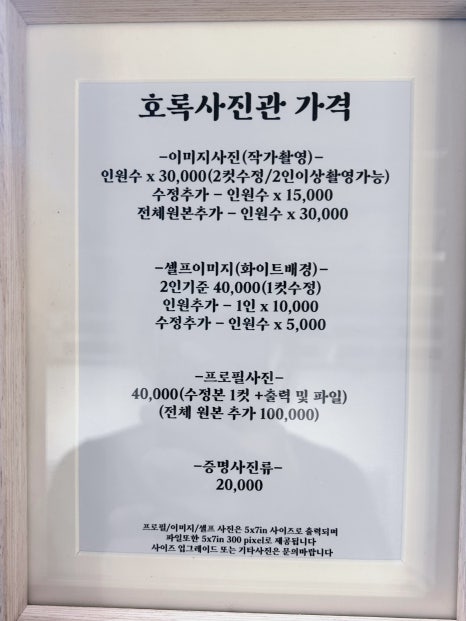 호록사진관 가격
-이미지사진(작가촬영)-
인원수 x 30,000(2컷수정/2인이상촬영가능)
수정추가 - 인원수 x 15,000
전체원본추가 - 인원수 x 30,000
-셀프이미지(화이트배경)-
2인기준 40,000(1컷수정)
인원추가 - 1인 x 10,000
수정추가 - 인원수 x 5,000
-프로필사진-
40,000(수정본 1컷 +출력 및 파일)
(전체 원본 추가 100,000)
-증명사진류-
20,000
프로필/이미지/셀프 사진은 5x7in 사이즈로 출력되며
파일또한 5x7in 300 pixel로 제공됩니다
사이즈 업그레이드 또는 기타사진은 문의바랍니다